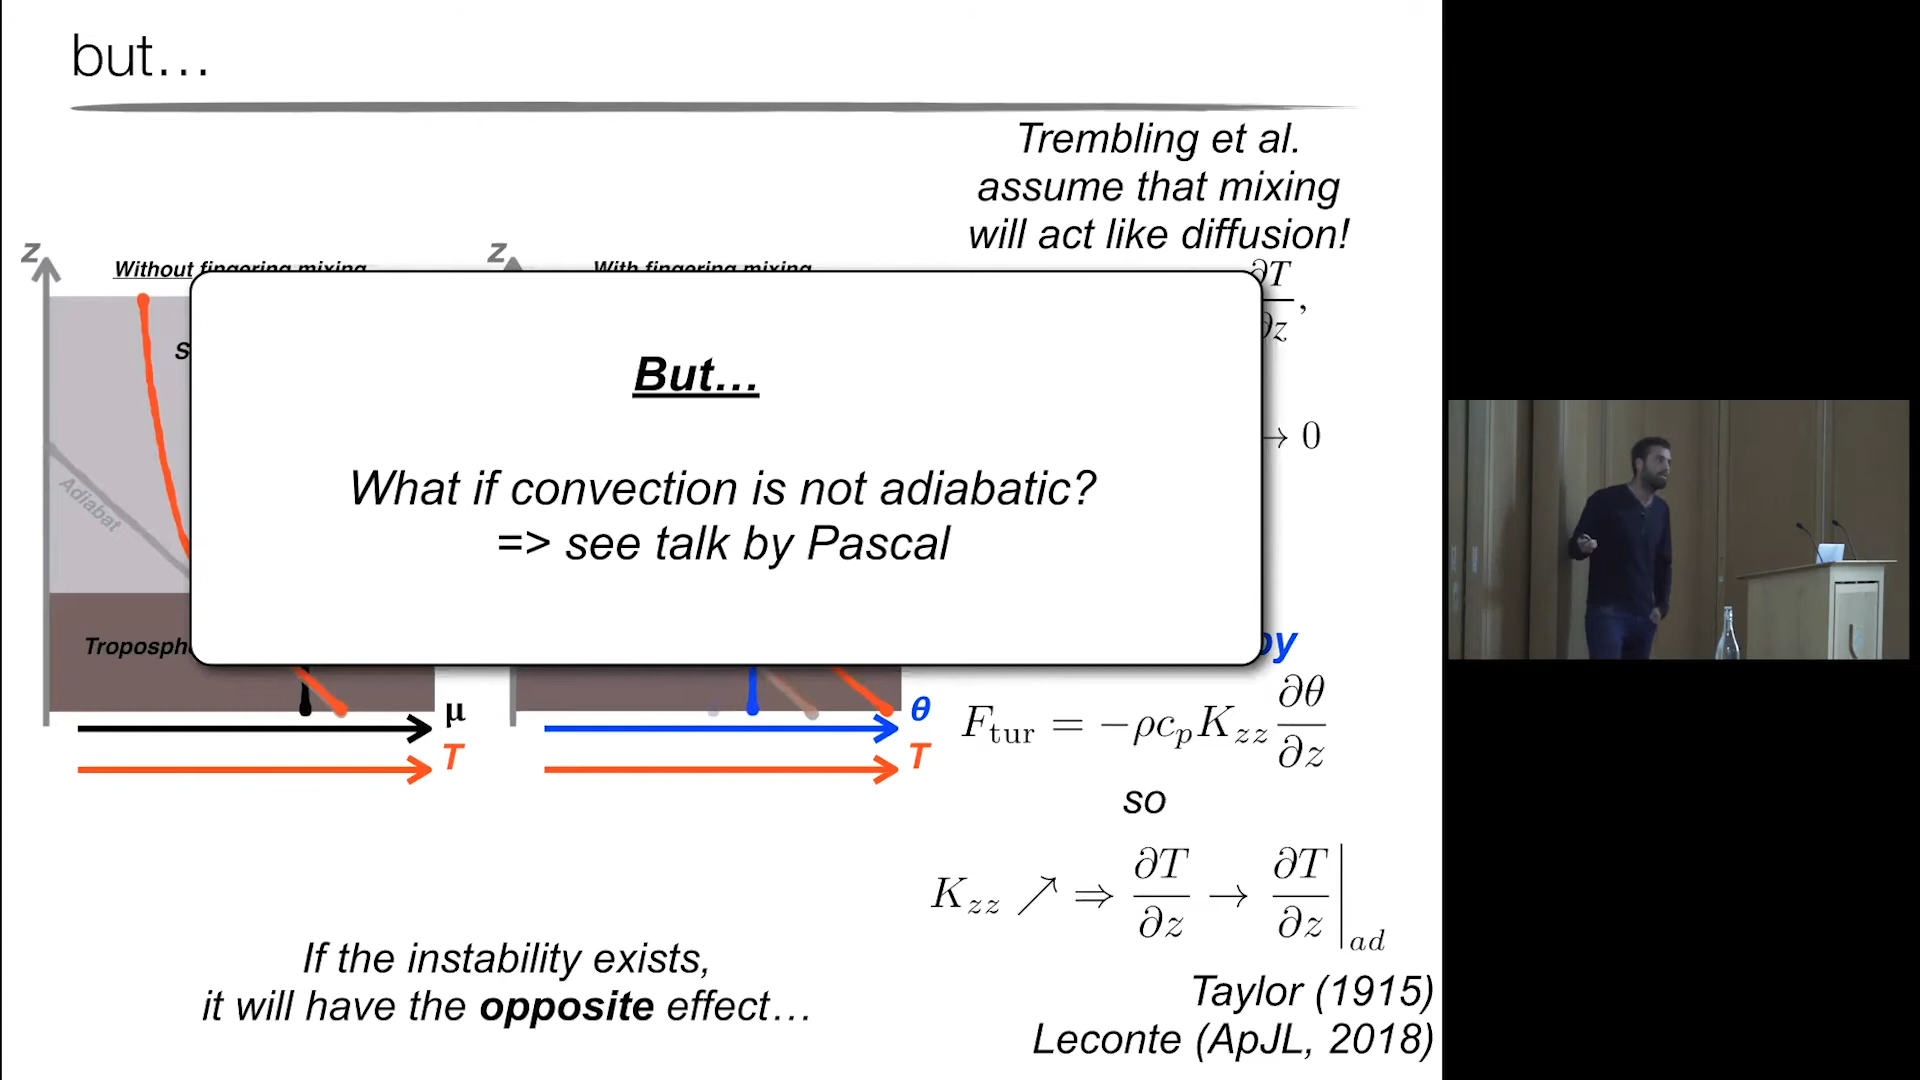 but...
Trembling et al.
assume that mixing
will act like diffusion!
z
Without fingering mixing
z
With fingering mixing
∂T
∂z ,
S
But...
→ 0
Adiabat
What if convection is not adiabatic?
=> see talk by Pascal
Troposph
py
μ
T
θ
T
F_tur = −ρc_p K_zz ∂θ/∂z
so
K_zz ↗ ⇒ ∂T/∂z → ∂T/∂z|_ad
If the instability exists,
it will have the opposite effect...
Taylor (1915)
Leconte (ApJL, 2018)